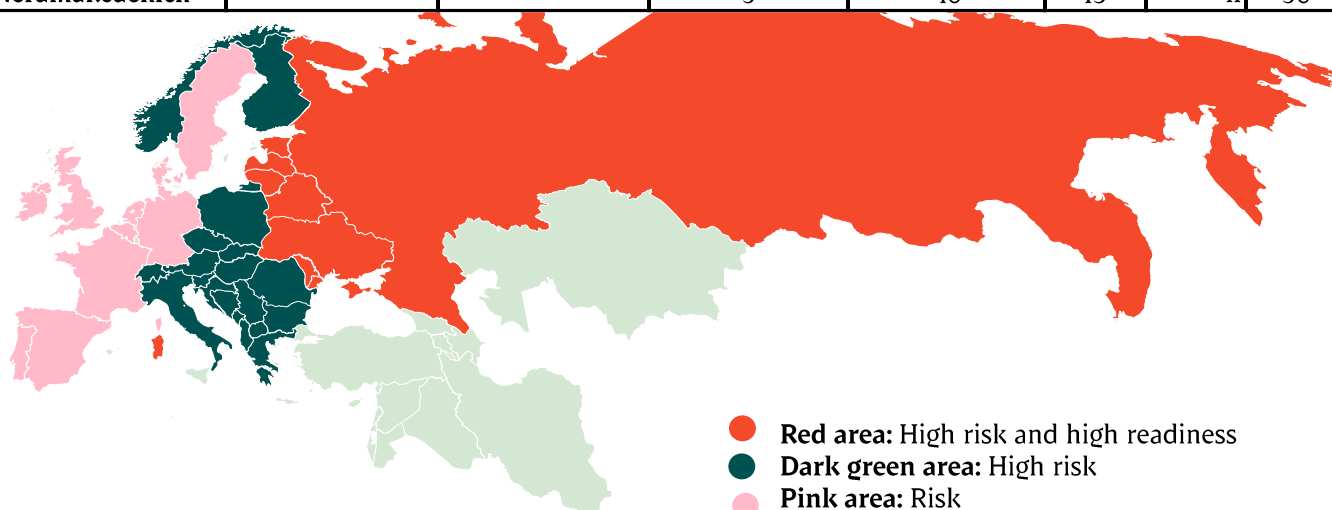 Red area: High risk and high readiness
Dark green area: High risk
Pink area: Risk